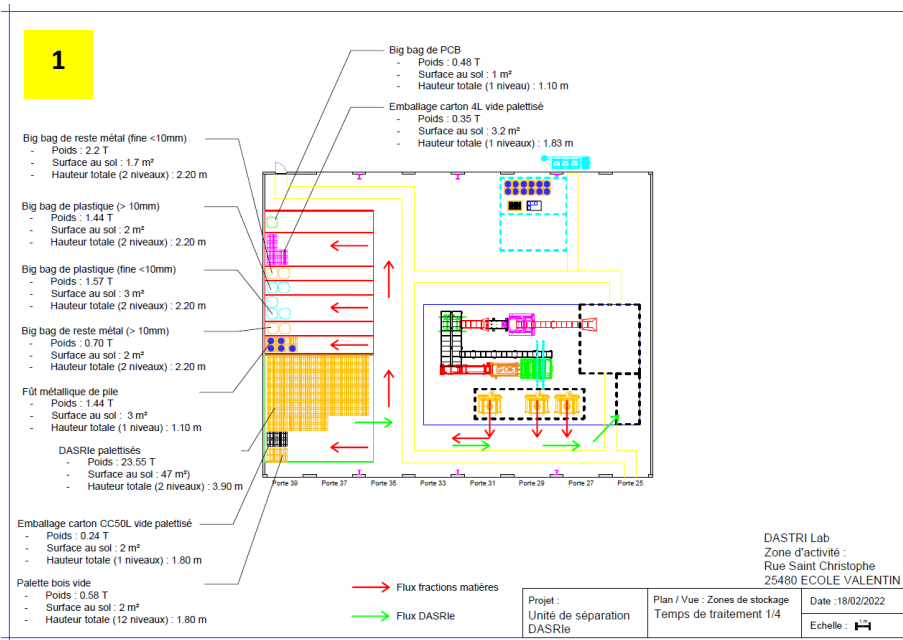 1
Big bag de PCB
- Poids : 0.48 T
- Surface au sol : 1 m²
- Hauteur totale (1 niveau) : 1.10 m
Emballage carton 4L vide palettisé
- Poids : 0.35 T
- Surface au sol : 3.2 m²
- Hauteur totale (1 niveau) : 1.83 m
Big bag de reste métal (fine <10mm)
- Poids : 2.2 T
- Surface au sol : 1.7 m²
- Hauteur totale (2 niveaux) : 2.20 m
Big bag de plastique (> 10mm)
- Poids : 1.44 T
- Surface au sol : 2 m²
- Hauteur totale (2 niveaux) : 2.20 m
Big bag de plastique (fine <10mm)
- Poids : 1.57 T
- Surface au sol : 3 m²
- Hauteur totale (2 niveaux) : 2.20 m
Big bag de reste métal (> 10mm)
- Poids : 0.70 T
- Surface au sol : 2 m²
- Hauteur totale (2 niveaux) : 2.20 m
Fût métallique de pile
- Poids : 1.44 T
- Surface au sol : 3 m²
- Hauteur totale (1 niveau) : 1.10 m
DASRIe palettisés
- Poids : 23.55 T
- Surface au sol : 47 m²)
- Hauteur totale (2 niveaux) : 3.90 m
Emballage carton CC50L vide palettisé
- Poids : 0.24 T
- Surface au sol : 2 m²
- Hauteur totale (1 niveaux) : 1.80 m
Palette bois vide
- Poids : 0.58 T
- Surface au sol : 2 m²
- Hauteur totale (12 niveaux) : 1.80 m
Porte 39 Porte 37 Porte 35 Porte 33 Porte 31 Porte 29 Porte 27 Porte 25
Flux fractions matières
Flux DASRIe
DASTRI Lab
Zone d'activité :
Rue Saint Christophe
25480 ECOLE VALENTIN
Projet :
Unité de séparation
DASRIe
Plan / Vue : Zones de stockage
Temps de traitement 1/4
Date :18/02/2022
Echelle :